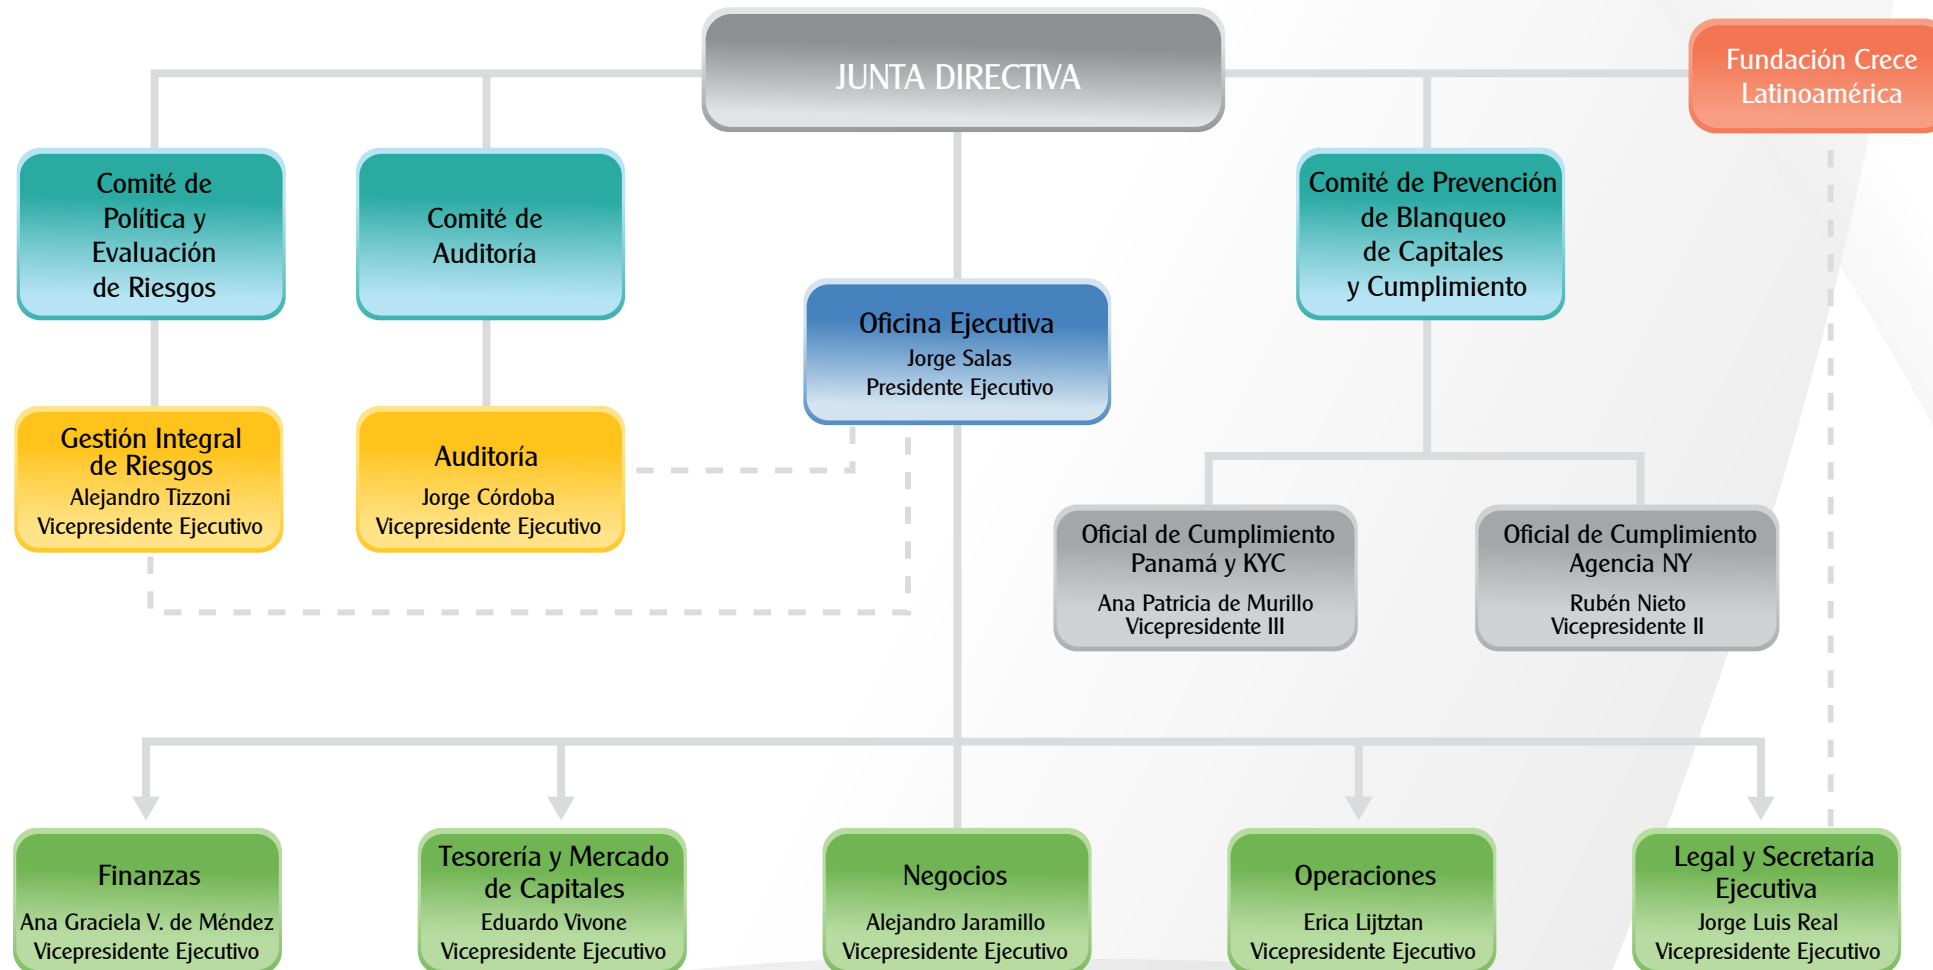 JUNTA DIRECTIVA
Fundación Crece
Latinoamérica
Comité de
Política y
Evaluación
de Riesgos
Comité de
Auditoría
Comité de Prevención
de Blanqueo
de Capitales
y Cumplimiento
Oficina Ejecutiva
Jorge Salas
Presidente Ejecutivo
Gestión Integral
de Riesgos
Alejandro Tizzoni
Vicepresidente Ejecutivo
Auditoría
Jorge Córdoba
Vicepresidente Ejecutivo
Oficial de Cumplimiento
Panamá y KYC
Ana Patricia de Murillo
Vicepresidente III
Oficial de Cumplimiento
Agencia NY
Rubén Nieto
Vicepresidente II
Finanzas
Ana Graciela V. de Méndez
Vicepresidente Ejecutivo
Tesorería y Mercado
de Capitales
Eduardo Vivone
Vicepresidente Ejecutivo
Negocios
Alejandro Jaramillo
Vicepresidente Ejecutivo
Operaciones
Erica Lijtztan
Vicepresidente Ejecutivo
Legal y Secretaría
Ejecutiva
Jorge Luis Real
Vicepresidente Ejecutivo